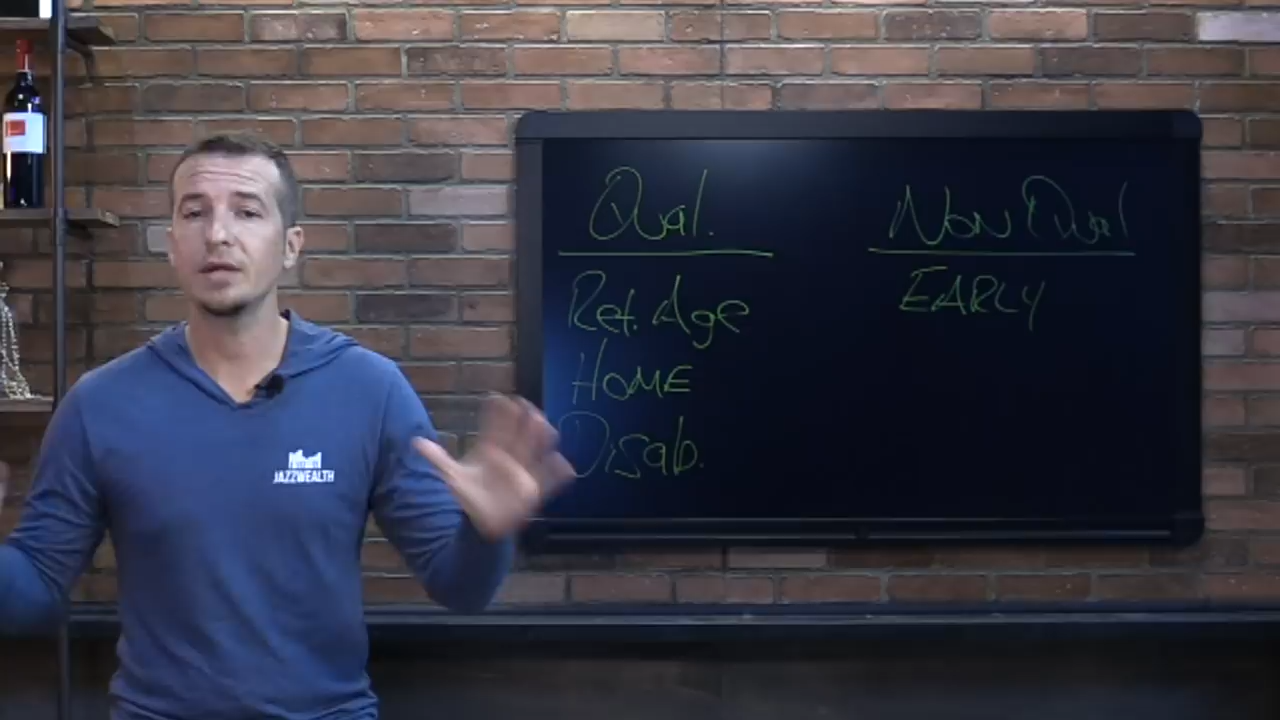 Qual.
Ret. Age
HOME
Disab.
Non Qual
EARLY
JAZZWEALTH